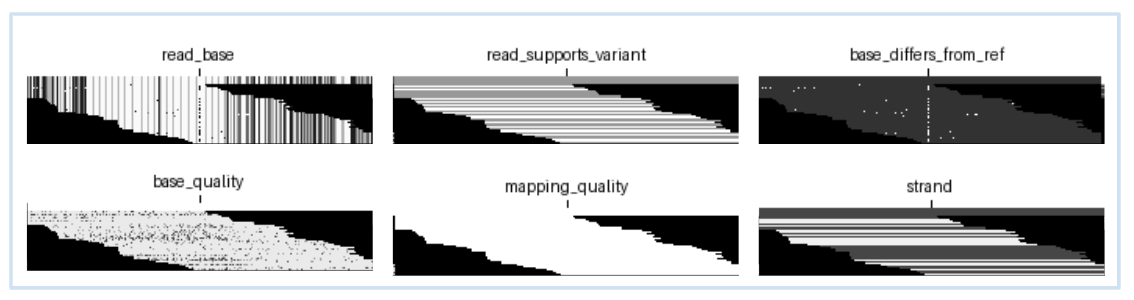 read_base
read_supports_variant
base_differs_from_ref
base_quality
mapping_quality
strand